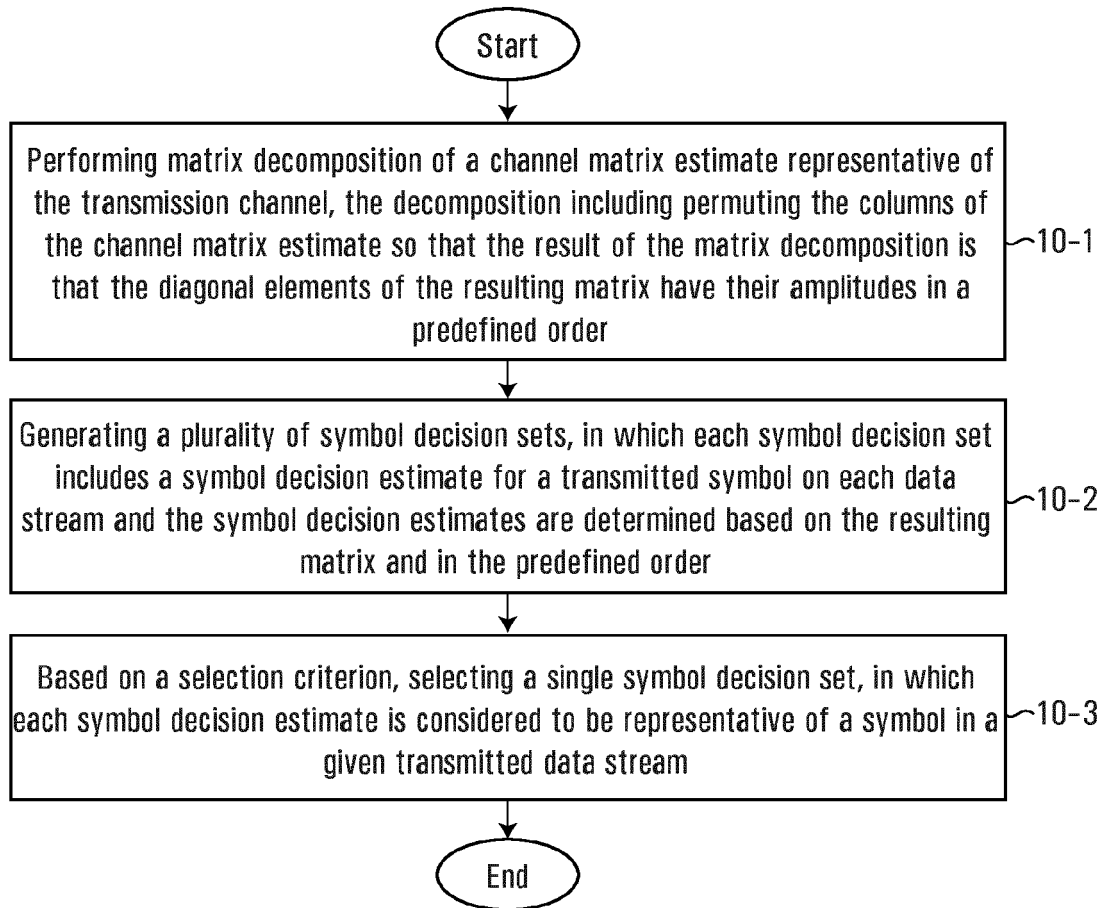 Start
Performing matrix decomposition of a channel matrix estimate representative of
the transmission channel, the decomposition including permuting the columns of
the channel matrix estimate so that the result of the matrix decomposition is
that the diagonal elements of the resulting matrix have their amplitudes in a
predefined order
10-1
Generating a plurality of symbol decision sets, in which each symbol decision set
includes a symbol decision estimate for a transmitted symbol on each data
stream and the symbol decision estimates are determined based on the resulting
matrix and in the predefined order
10-2
Based on a selection criterion, selecting a single symbol decision set, in which
each symbol decision estimate is considered to be representative of a symbol in a
given transmitted data stream
10-3
End